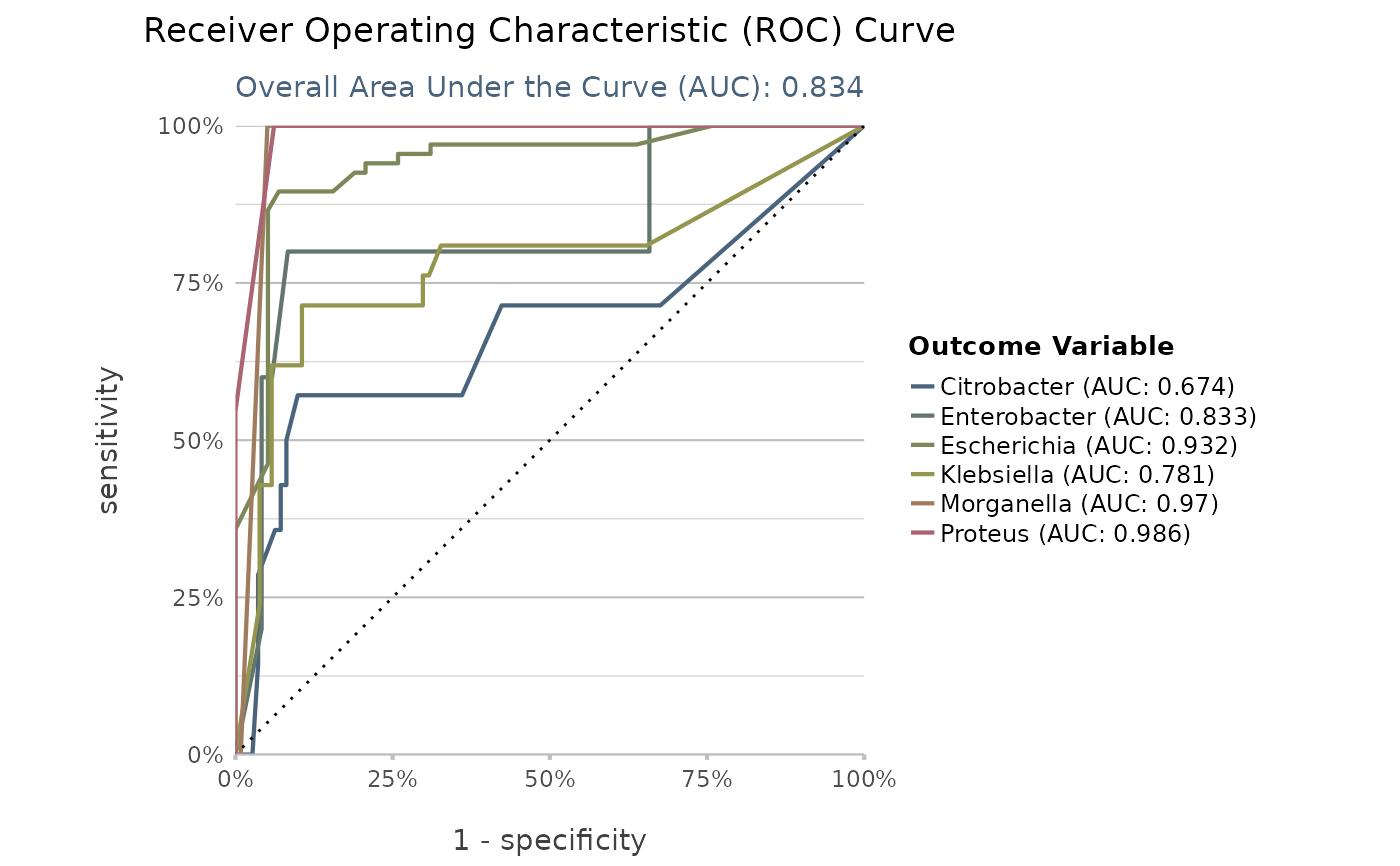 Receiver Operating Characteristic (ROC) Curve
Overall Area Under the Curve (AUC): 0.834
100%
75%
50%
25%
0%
sensitivity
0%
25%
50%
75%
100%
1 - specificity
Outcome Variable
Citrobacter (AUC: 0.674)
Enterobacter (AUC: 0.833)
Escherichia (AUC: 0.932)
Klebsiella (AUC: 0.781)
Morganella (AUC: 0.97)
Proteus (AUC: 0.986)